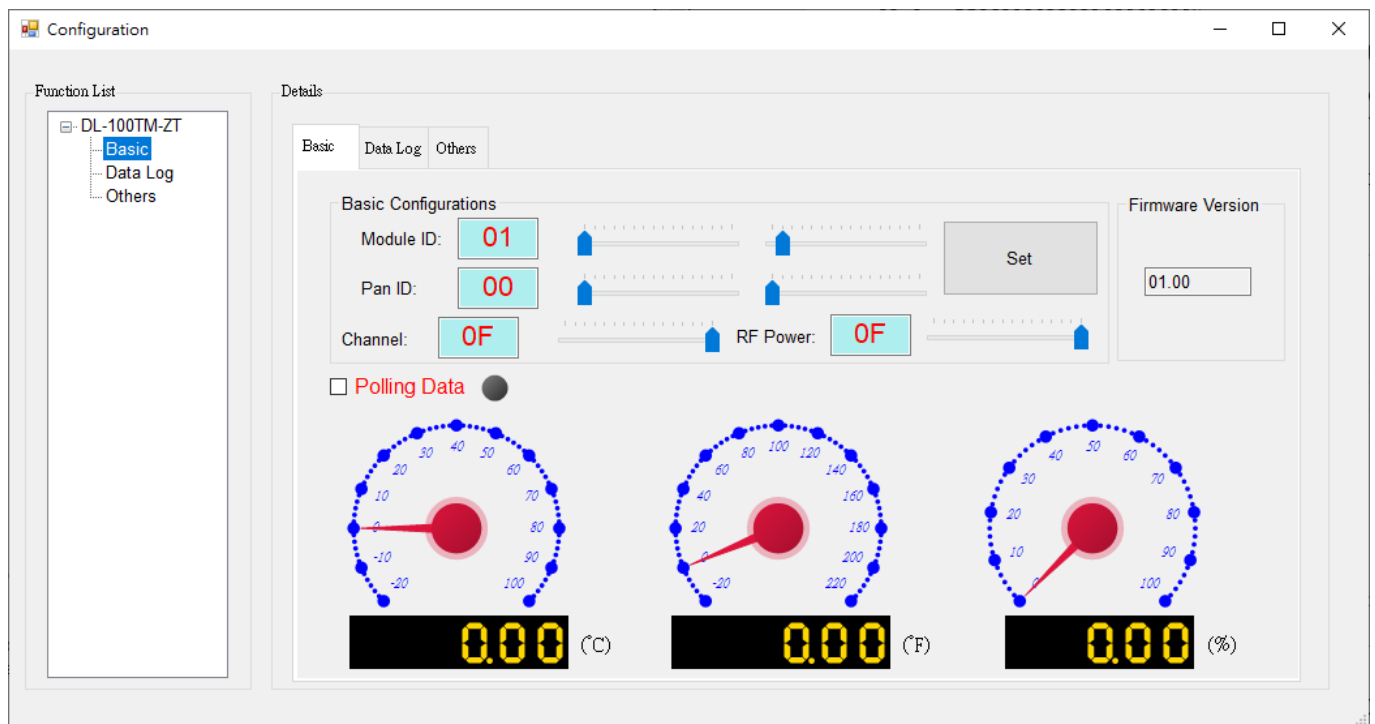 Configuration
Function List
DL-100TM-ZT
Basic
Data Log
Others
Details
Basic Data Log Others
Basic Configurations
Module ID: 01
Set
Pan ID: 00
Channel: 0F RF Power: 0F
Firmware Version
01.00
Polling Data
-20 -10 0 10 20 30 40 50 60 70 80 90 100
0.00 (°C)
-20 0 20 40 60 80 100 120 140 160 180 200 220
0.00 (°F)
0 10 20 30 40 50 60 70 80 90 100
0.00 (%)